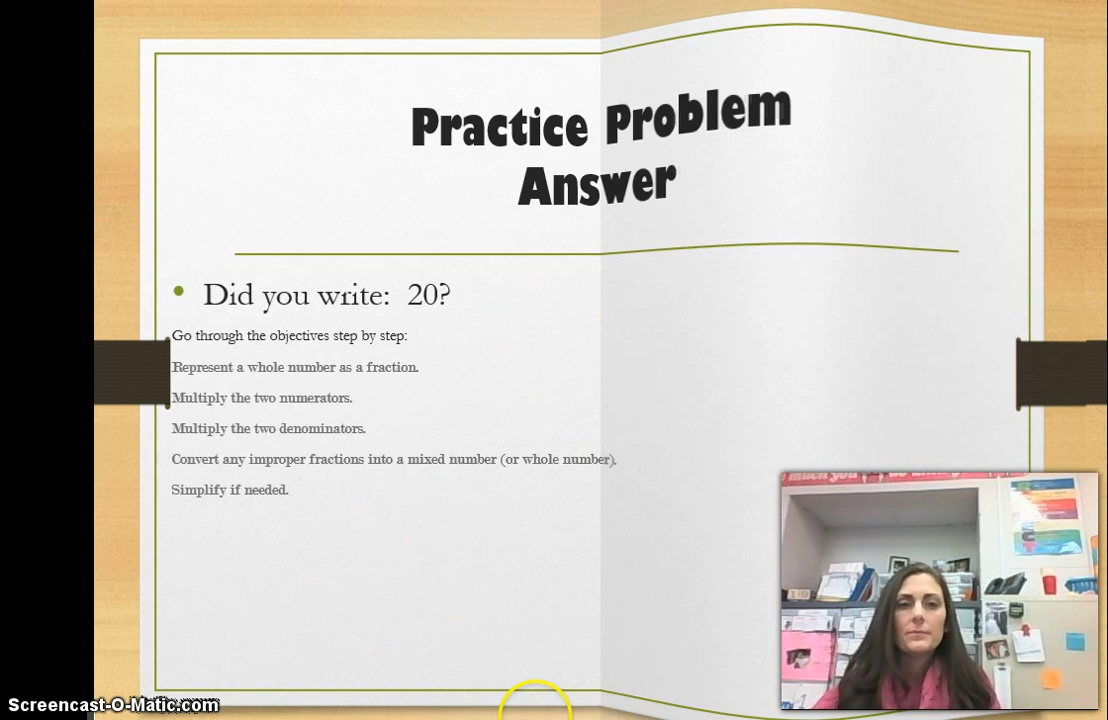 Practice Problem
Answer
• Did you write: 20?
Go through the objectives step by step:
Represent a whole number as a fraction.
Multiply the two numerators.
Multiply the two denominators.
Convert any improper fractions into a mixed number (or whole number).
Simplify if needed.
Screencast-O-Matic.com